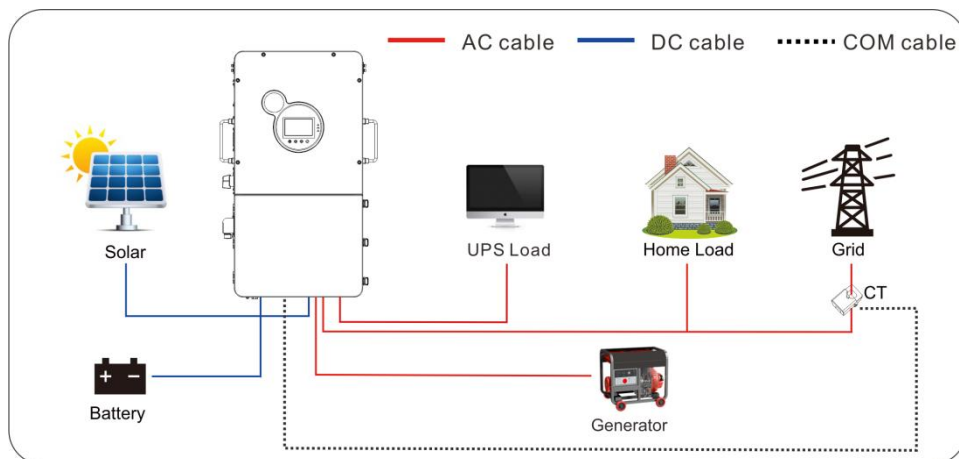 AC cable
DC cable
COM cable
Solar
UPS Load
Home Load
Grid
CT
Battery
Generator